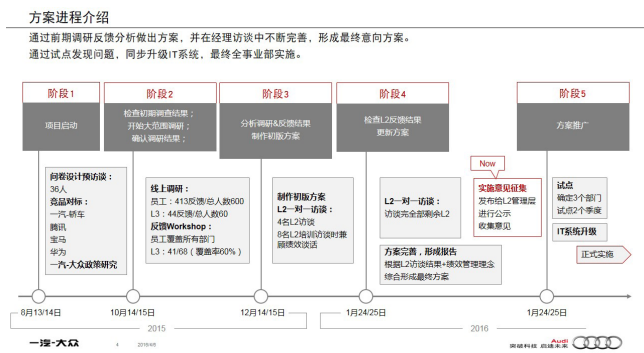 方案进程介绍
通过前期调研反馈分析做出方案，并在经理访谈中不断完善，形成最终意向方案。
通过试点发现问题，同步升级IT系统，最终全事业部实施。
阶段1
阶段2
阶段3
阶段4
阶段5
项目启动
检查初期调查结果；
开始大范围调研；
确认调研结果；
分析调研&反馈结果
制作初版方案
检查L2反馈结果
更新方案
方案推广
Now
问卷设计预访谈：
36人
竞品对标：
一汽-轿车
腾讯
宝马
华为
一汽-大众政策研究
线上调研：
员工：413反馈/总人数600
L3：44反馈/总人数60
反馈Workshop：
员工覆盖所有部门
L3：41/68（覆盖率60%）
制作初版方案
L2一对一访谈：
4名L2访谈
8名L2培训访谈时兼
顾绩效谈话
L2一对一访谈：
访谈完全部剩余L2
方案完善，形成报告
根据L2访谈结果+绩效管理理念
综合形成最终方案
实施意见征集
发布给L2管理层
进行公示
收集意见
试点
确定3个部门
试点2个季度
IT系统升级
正式实施
8月13/14日
10月14/15日
12月14/15日
1月24/25日
1月24/25日
2015
2016
一汽-大众
4
2018/6/5
Audi
突破科技 启迪未来